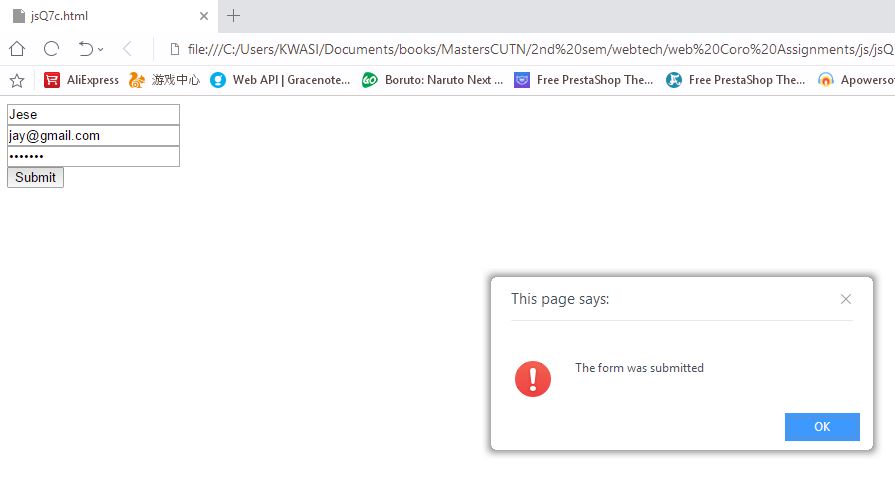 jsQ7c.html
file:///C:/Users/KWASI/Documents/books/MastersCUTN/2nd%20sem/webtech/web%20Coro%20Assignments/js/jsQ
AliExpress 游戏中心 Web API | Gracenote... Boruto: Naruto Next ... Free PrestaShop The... Free PrestaShop The... Apowersof
Jese
jay@gmail.com
•••••••
Submit
This page says:
The form was submitted
OK